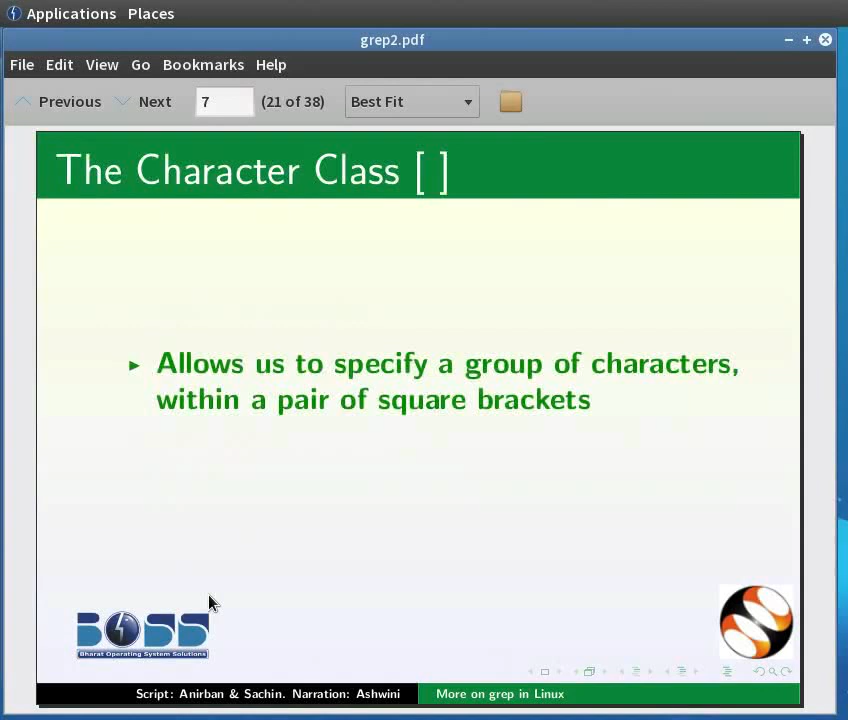 Applications Places
grep2.pdf
File Edit View Go Bookmarks Help
Previous Next 7 (21 of 38) Best Fit
The Character Class [ ]
Allows us to specify a group of characters,
within a pair of square brackets
BOSS
Bharat Operating System Solutions
Script: Anirban & Sachin. Narration: Ashwini More on grep in Linux